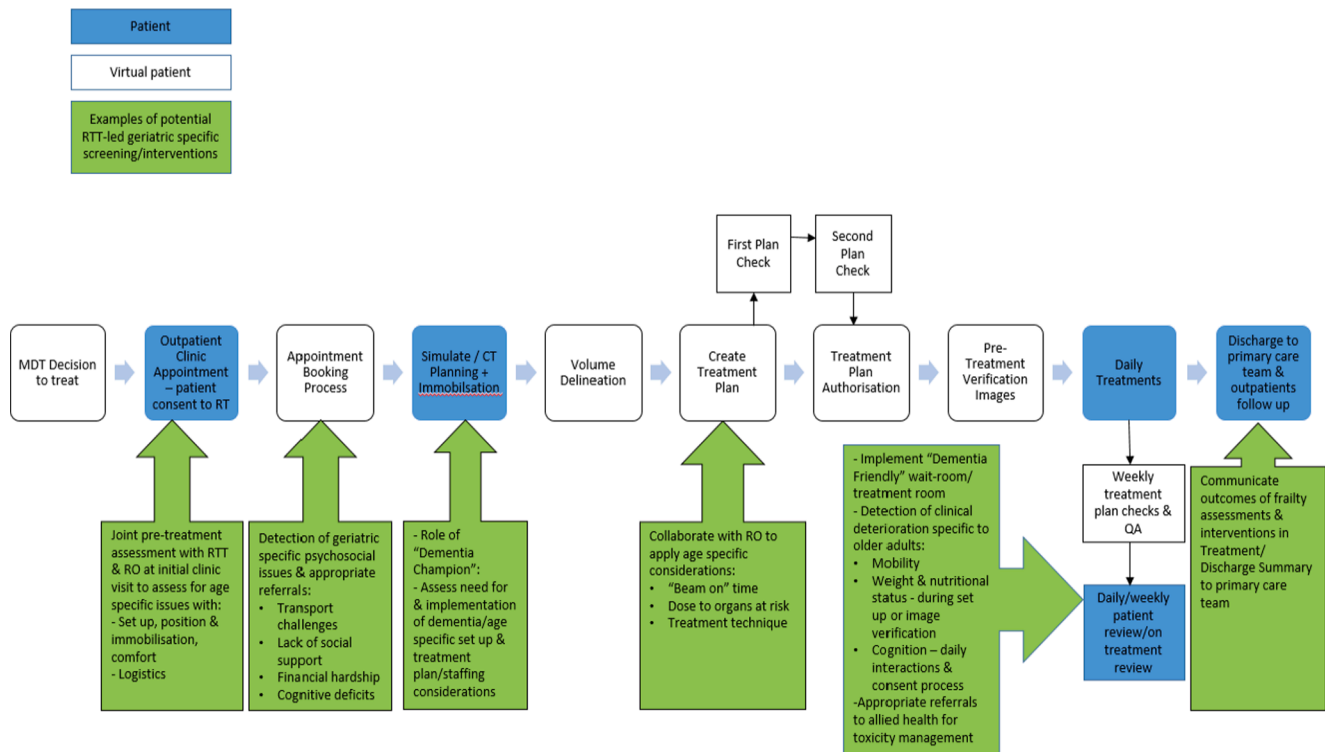 Patient
Virtual patient
Examples of potential
RTT-led geriatric specific
screening/interventions
First Plan
Check
Second
Plan
Check
MDT Decision
to treat
Outpatient
Clinic
Appointment
– patient
consent to RT
Appointment
Booking
Process
Simulate / CT
Planning +
Immobilsation
Volume
Delineation
Create
Treatment
Plan
Treatment
Plan
Authorisation
Pre-
Treatment
Verification
Images
Daily
Treatments
Discharge to
primary care
team &
outpatients
follow up
Joint pre-treatment
assessment with RTT
& RO at initial clinic
visit to assess for age
specific issues with:
- Set up, position &
immobilisation,
comfort
- Logistics
Detection of geriatric
specific psychosocial
issues & appropriate
referrals:
• Transport
challenges
• Lack of social
support
• Financial hardship
• Cognitive deficits
- Role of
"Dementia
Champion":
- Assess need for
& implementation
of dementia/age
specific set up &
treatment
plan/staffing
considerations
Collaborate with RO to
apply age specific
considerations:
• "Beam on" time
• Dose to organs at risk
• Treatment technique
- Implement "Dementia
Friendly" wait-room/
treatment room
- Detection of clinical
deterioration specific to
older adults:
• Mobility
• Weight & nutritional
status - during set
up or image
verification
• Cognition – daily
interactions &
consent process
-Appropriate referrals
to allied health for
toxicity management
Weekly
treatment
plan checks &
QA
Daily/weekly
patient
review/on
treatment
review
Communicate
outcomes of frailty
assessments &
interventions in
Treatment/
Discharge Summary
to primary care
team